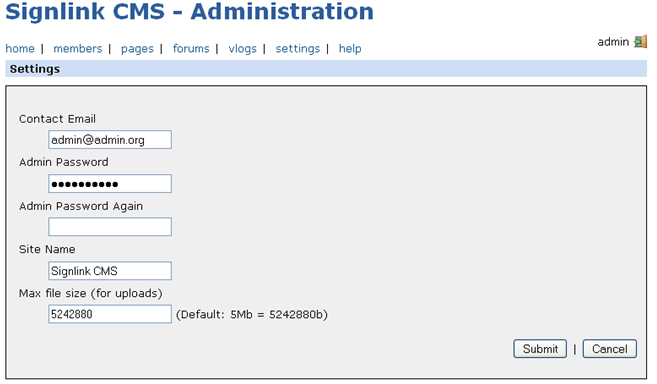 Signlink CMS - Administration
home | members | pages | forums | vlogs | settings | help
admin
Settings
Contact Email
admin@admin.org
Admin Password
●●●●●●●●●●
Admin Password Again
Site Name
Signlink CMS
Max file size (for uploads)
5242880 (Default: 5Mb = 5242880b)
Submit | Cancel